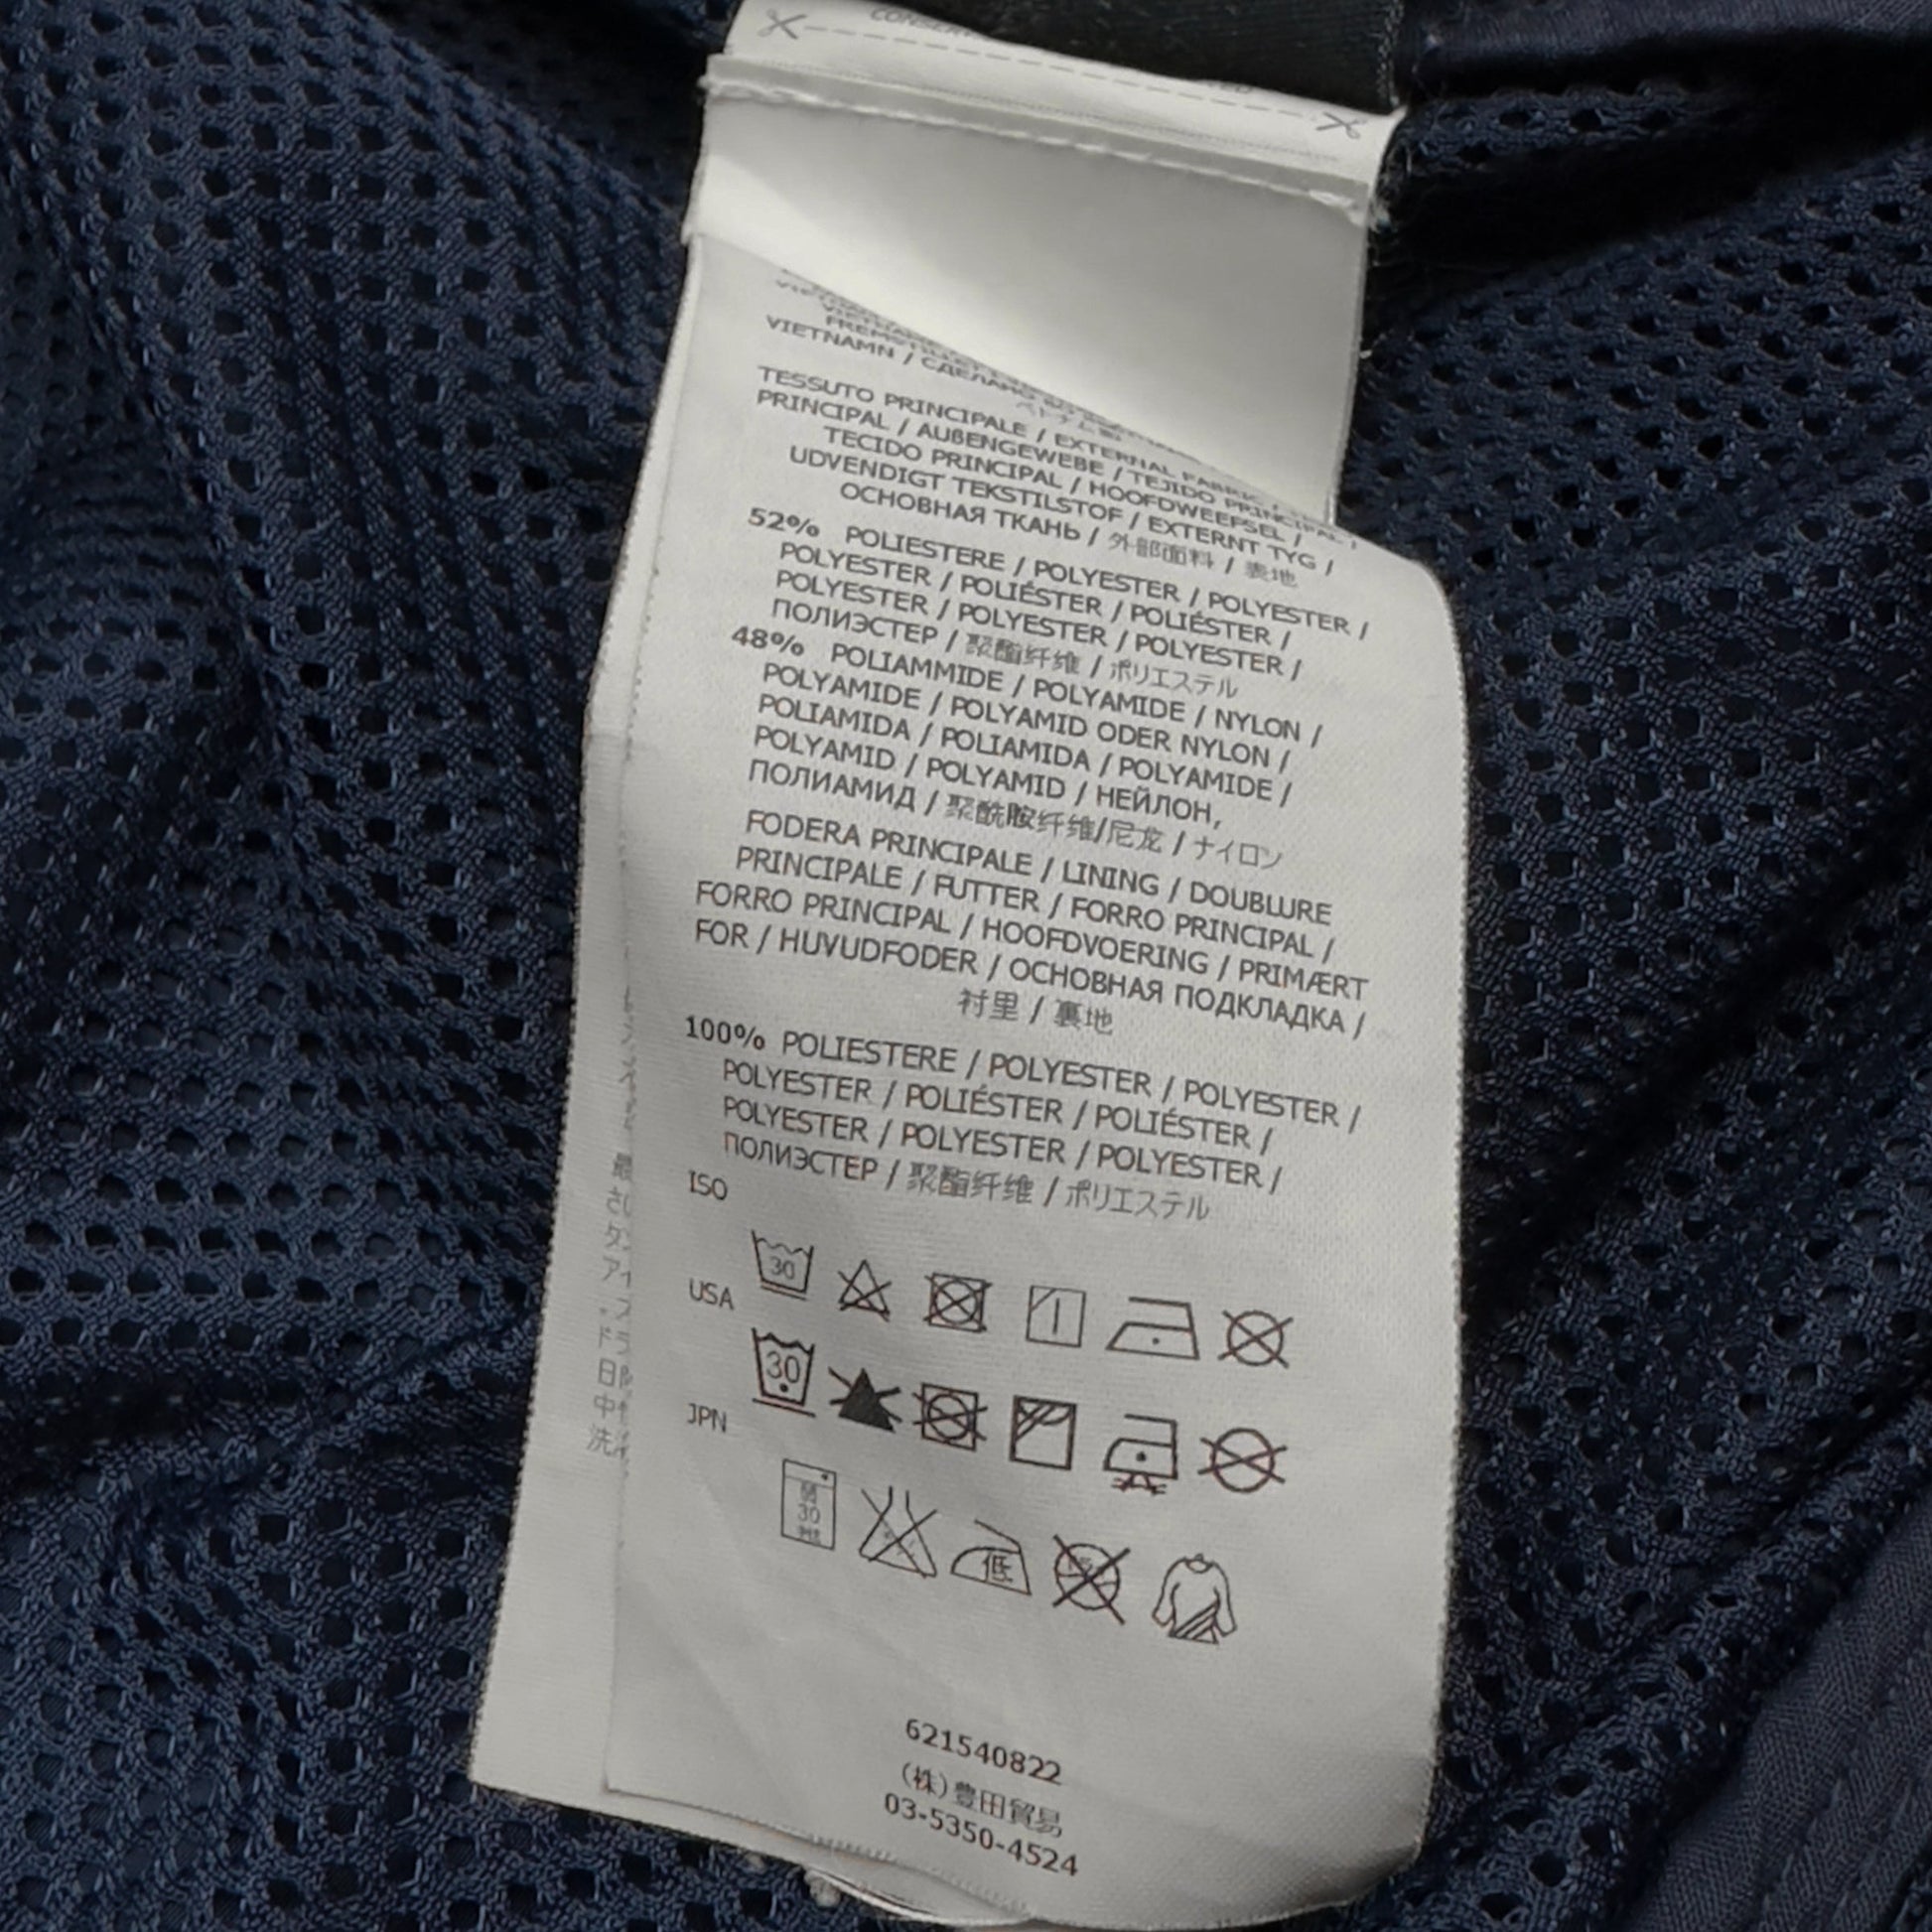 VIETNAMN / СДЕЛАНО ВО
TESSUTO PRINCIPALE / EXTERNAL FABRIC
PRINCIPAL / AUßENGEWEBE / TEJIDO PRINCIPAL /
TECIDO PRINCIPAL / HOOFDWEEFSEL /
UDVENDIGT TEKSTILSTOF / EXTERNT TYG /
ОСНОВНАЯ ТКАНЬ / 外部面料 / 表地
52% POLIESTERE / POLYESTER / POLYESTER /
POLYESTER / POLIÉSTER / POLIÉSTER /
POLYESTER / POLYESTER / POLYESTER /
ПОЛИЭСТЕР / 聚酯纤维 / ポリエステル
48% POLIAMMIDE / POLYAMIDE / NYLON /
POLYAMIDE / POLYAMID ODER NYLON /
POLIAMIDA / POLIAMIDA / POLYAMIDE /
POLYAMID / POLYAMID / НЕЙЛОН,
ПОЛИАМИД / 聚酰胺纤维/尼龙 / ナイロン
FODERA PRINCIPALE / LINING / DOUBLURE
PRINCIPALE / FUTTER / FORRO PRINCIPAL /
FORRO PRINCIPAL / HOOFDVOERING / PRIMÆRT
FOR / HUVUDFODER / ОСНОВНАЯ ПОДКЛАДКА /
衬里 / 裏地
100% POLIESTERE / POLYESTER / POLYESTER /
POLYESTER / POLIÉSTER / POLIÉSTER /
POLYESTER / POLYESTER / POLYESTER /
ПОЛИЭСТЕР / 聚酯纤维 / ポリエステル
ISO
30
USA
30
JPN
弱
30
中性
低
621540822
(株)豊田貿易
03-5350-4524